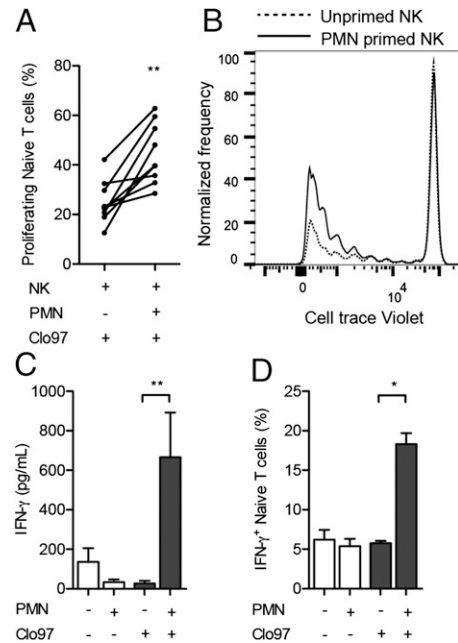 A
Proliferating Naive T cells (%)
**
80
60
40
20
0
NK + +
PMN - +
Clo97 + +
B
Unprimed NK
PMN primed NK
Normalized frequency
100
80
60
40
20
0
0 10⁴
Cell trace Violet
C
IFN-γ (pg/mL)
**
1000
800
600
400
200
0
PMN - + - +
Clo97 - - + +
D
IFN-γ⁺ Naive T cells (%)
*
25
20
15
10
5
0
PMN - + - +
Clo97 - - + +